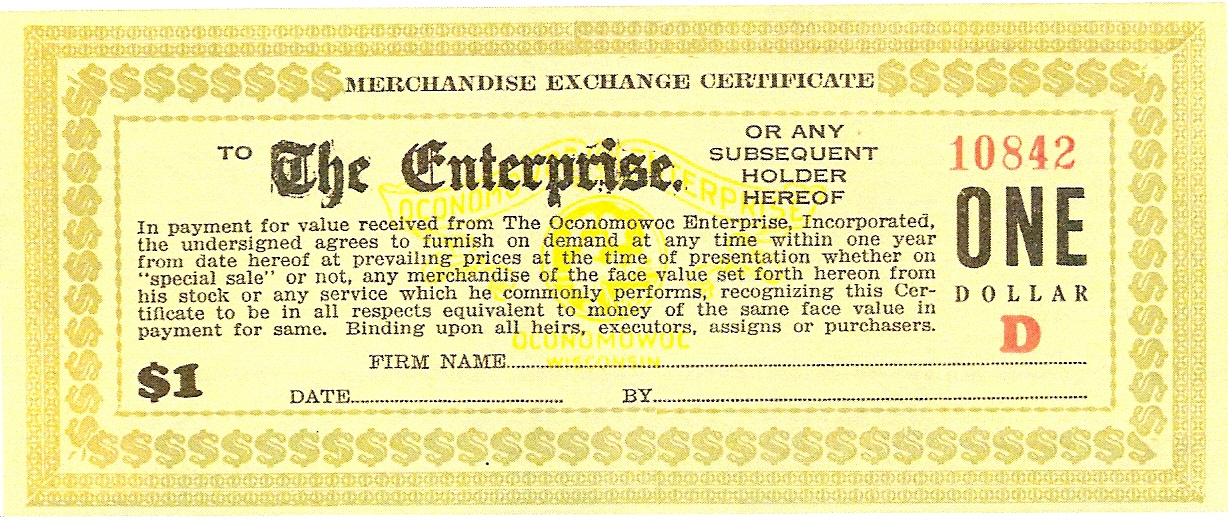 MERCHANDISE EXCHANGE CERTIFICATE
TO The Enterprise. OR ANY SUBSEQUENT HOLDER HEREOF
10842
ONE
DOLLAR
D
In payment for value received from The Oconomowoc Enterprise, Incorporated,
the undersigned agrees to furnish on demand at any time within one year
from date hereof at prevailing prices at the time of presentation whether on
"special sale" or not, any merchandise of the face value set forth hereon from
his stock or any service which he commonly performs, recognizing this Cer-
tificate to be in all respects equivalent to money of the same face value in
payment for same. Binding upon all heirs, executors, assigns or purchasers.
OCONOMOWOC ENTERPRISE
OCONOMOWOC
WISCONSIN
$1
FIRM NAME
DATE BY